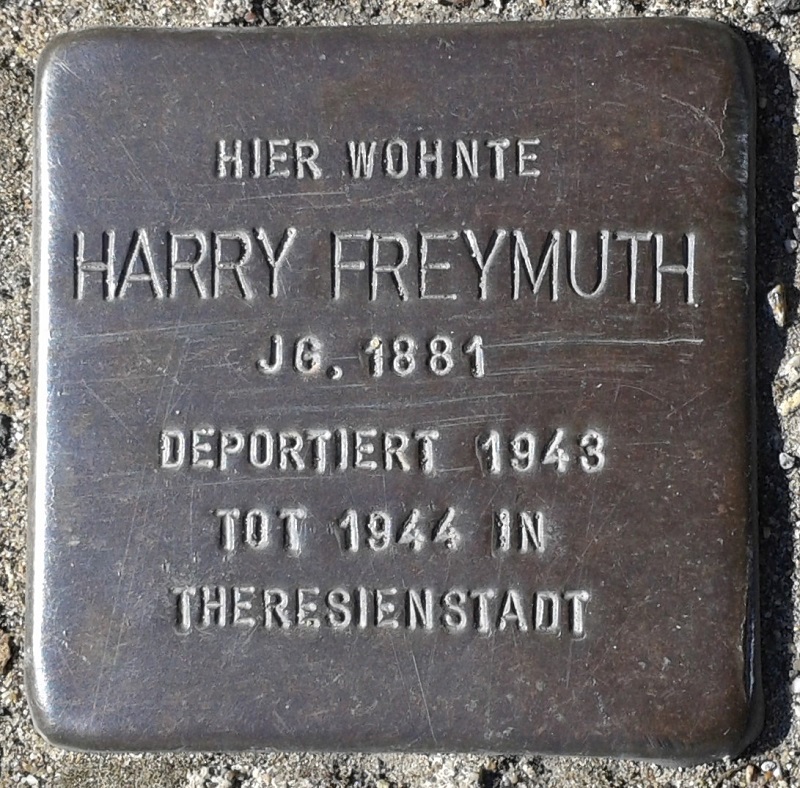 HIER WOHNTE
HARRY FREYMUTH
JG. 1881
DEPORTIERT 1943
TOT 1944 IN
THERESIENSTADT